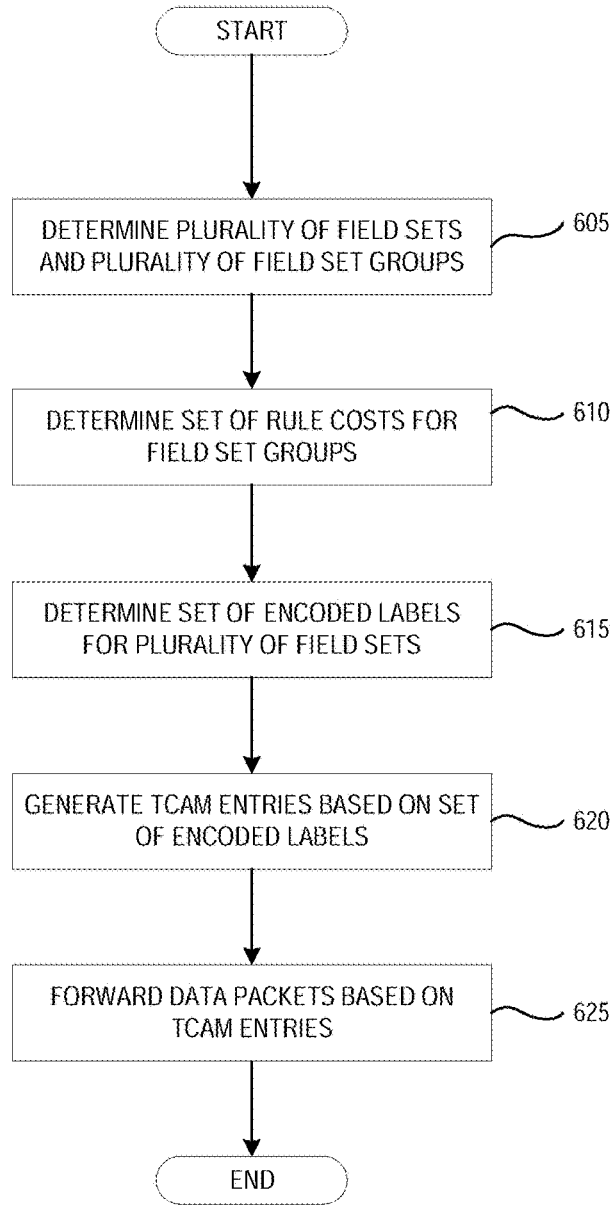 START
DETERMINE PLURALITY OF FIELD SETS
AND PLURALITY OF FIELD SET GROUPS
605
DETERMINE SET OF RULE COSTS FOR
FIELD SET GROUPS
610
DETERMINE SET OF ENCODED LABELS
FOR PLURALITY OF FIELD SETS
615
GENERATE TCAM ENTRIES BASED ON SET
OF ENCODED LABELS
620
FORWARD DATA PACKETS BASED ON
TCAM ENTRIES
625
END